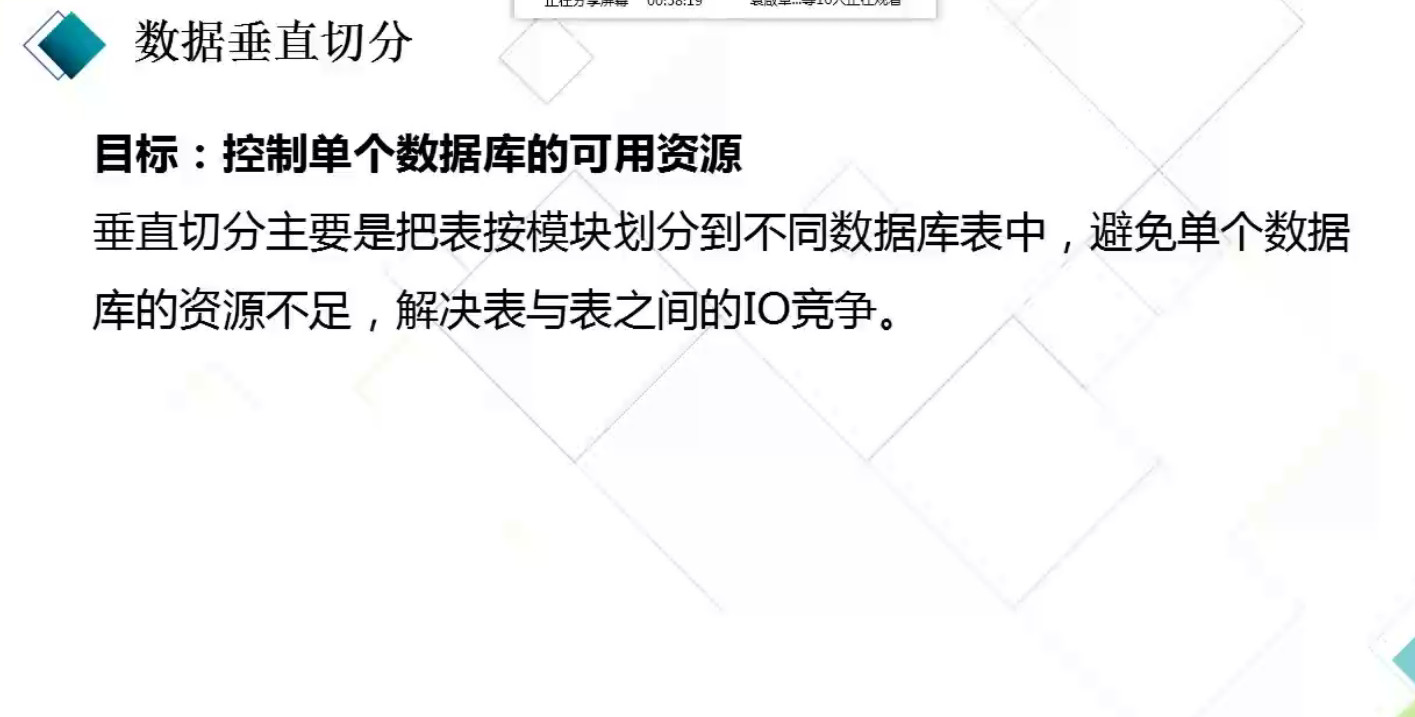 00:38:19
数据垂直切分
目标：控制单个数据库的可用资源
垂直切分主要是把表按模块划分到不同数据库表中，避免单个数据
库的资源不足，解决表与表之间的IO竞争。